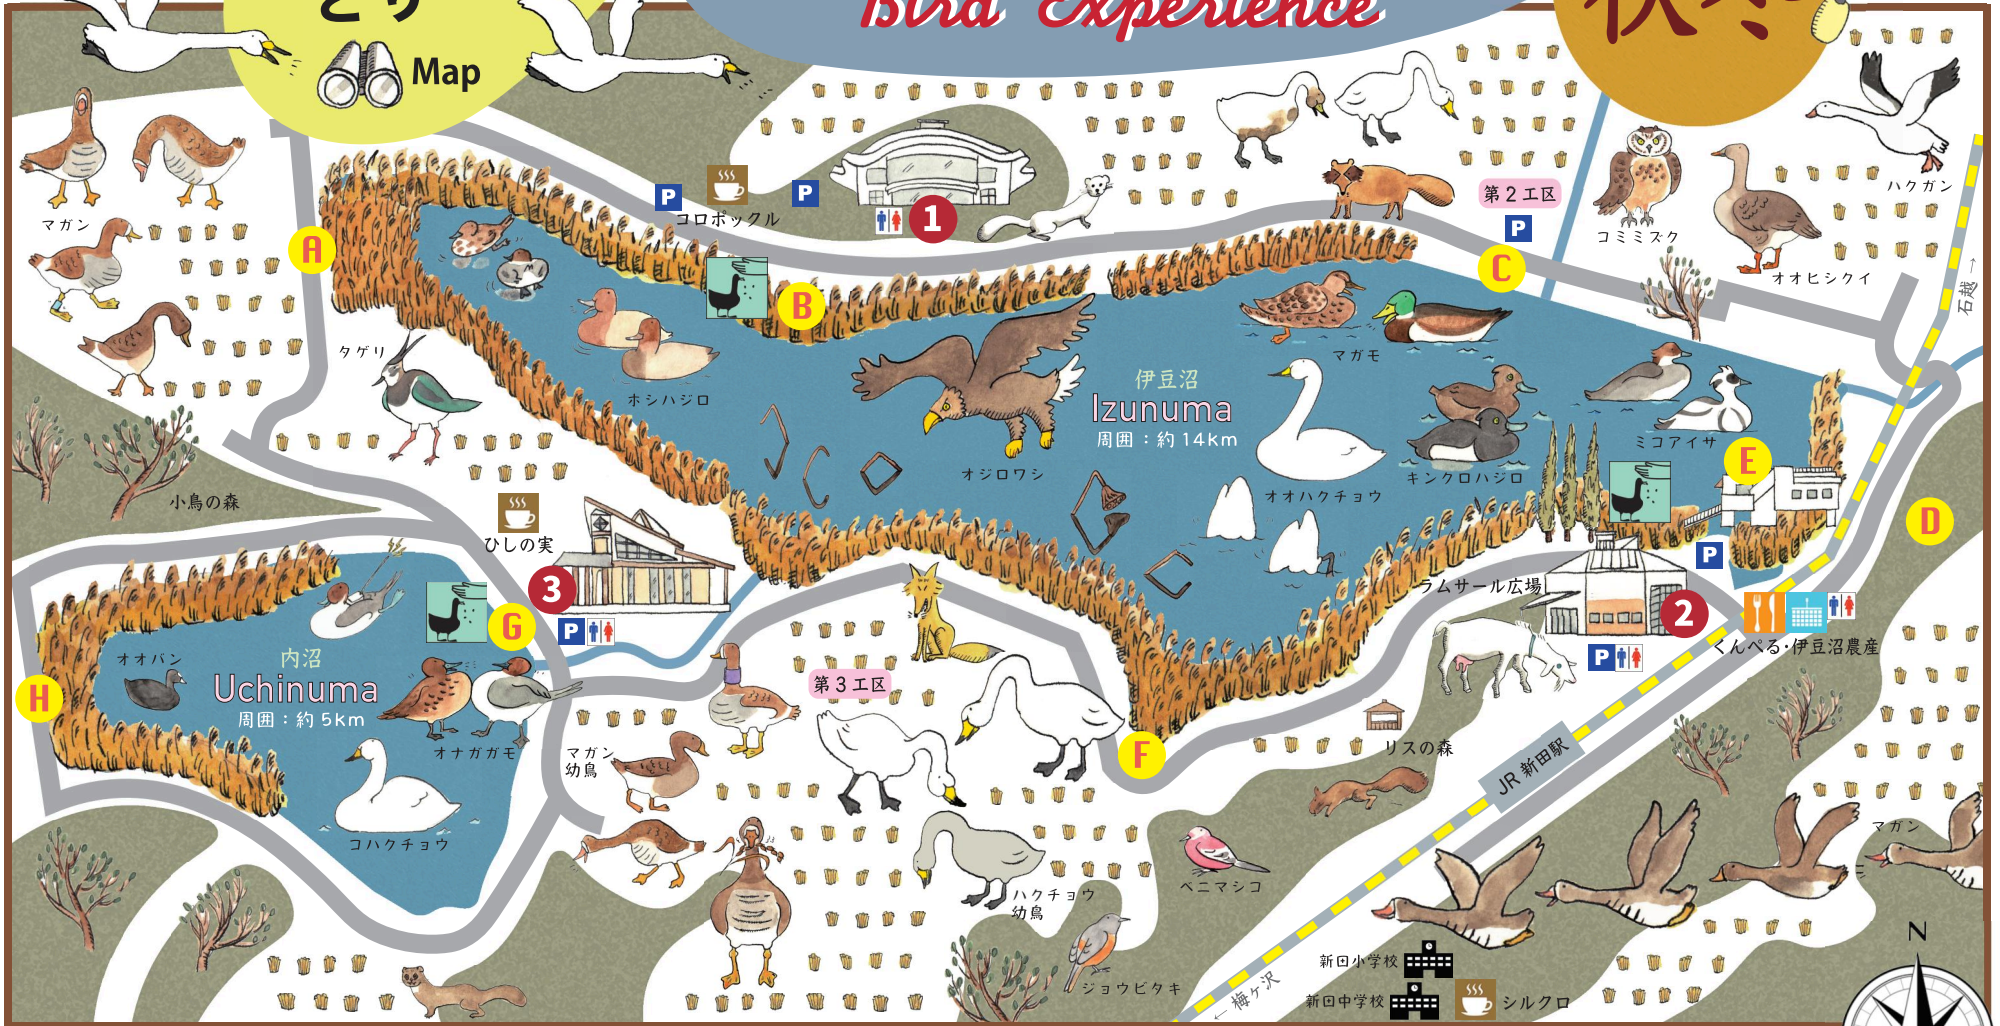 とり
Map
Bird Experience
秋冬
マガン
A
P
コロポックル
P
1
第2工区
P
C
コミミズク
ハクガン
オオヒシクイ
石越→
B
タゲリ
ホシハジロ
マガモ
伊豆沼
Izunuma
周囲：約14km
オジロワシ
オオハクチョウ
キンクロハジロ
ミコアイサ
E
D
小鳥の森
ひしの実
3
P
G
ラムサール広場
2
P
P
くんぺる・伊豆沼農産
オオバン
内沼
Uchinuma
周囲：約5km
H
オナガガモ
コハクチョウ
マガン
幼鳥
第3工区
F
リスの森
JR 新田駅
マガン
ベニマシコ
ハクチョウ
幼鳥
ジョウビタキ
←梅ケ沢
新田小学校
新田中学校
シルクロ
N